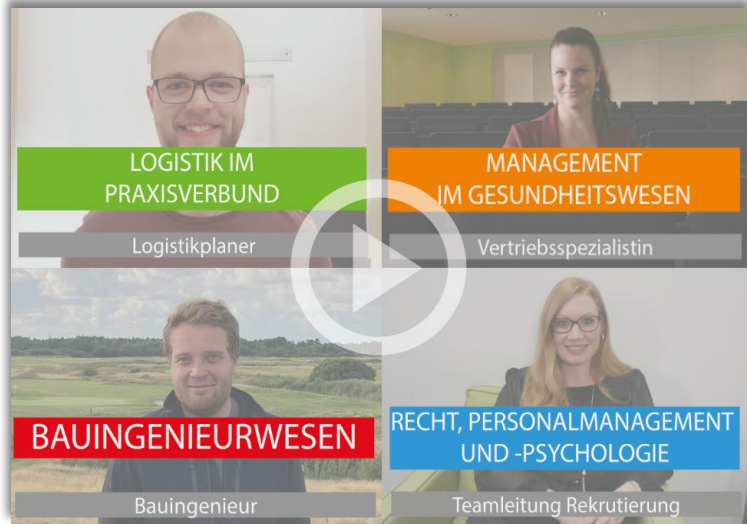 LOGISTIK IM
PRAXISVERBUND
Logistikplaner
MANAGEMENT
IM GESUNDHEITSWESEN
Vertriebsspezialistin
BAUINGENIEURWESEN
Bauingenieur
RECHT, PERSONALMANAGEMENT
UND -PSYCHOLOGIE
Teamleitung Rekrutierung